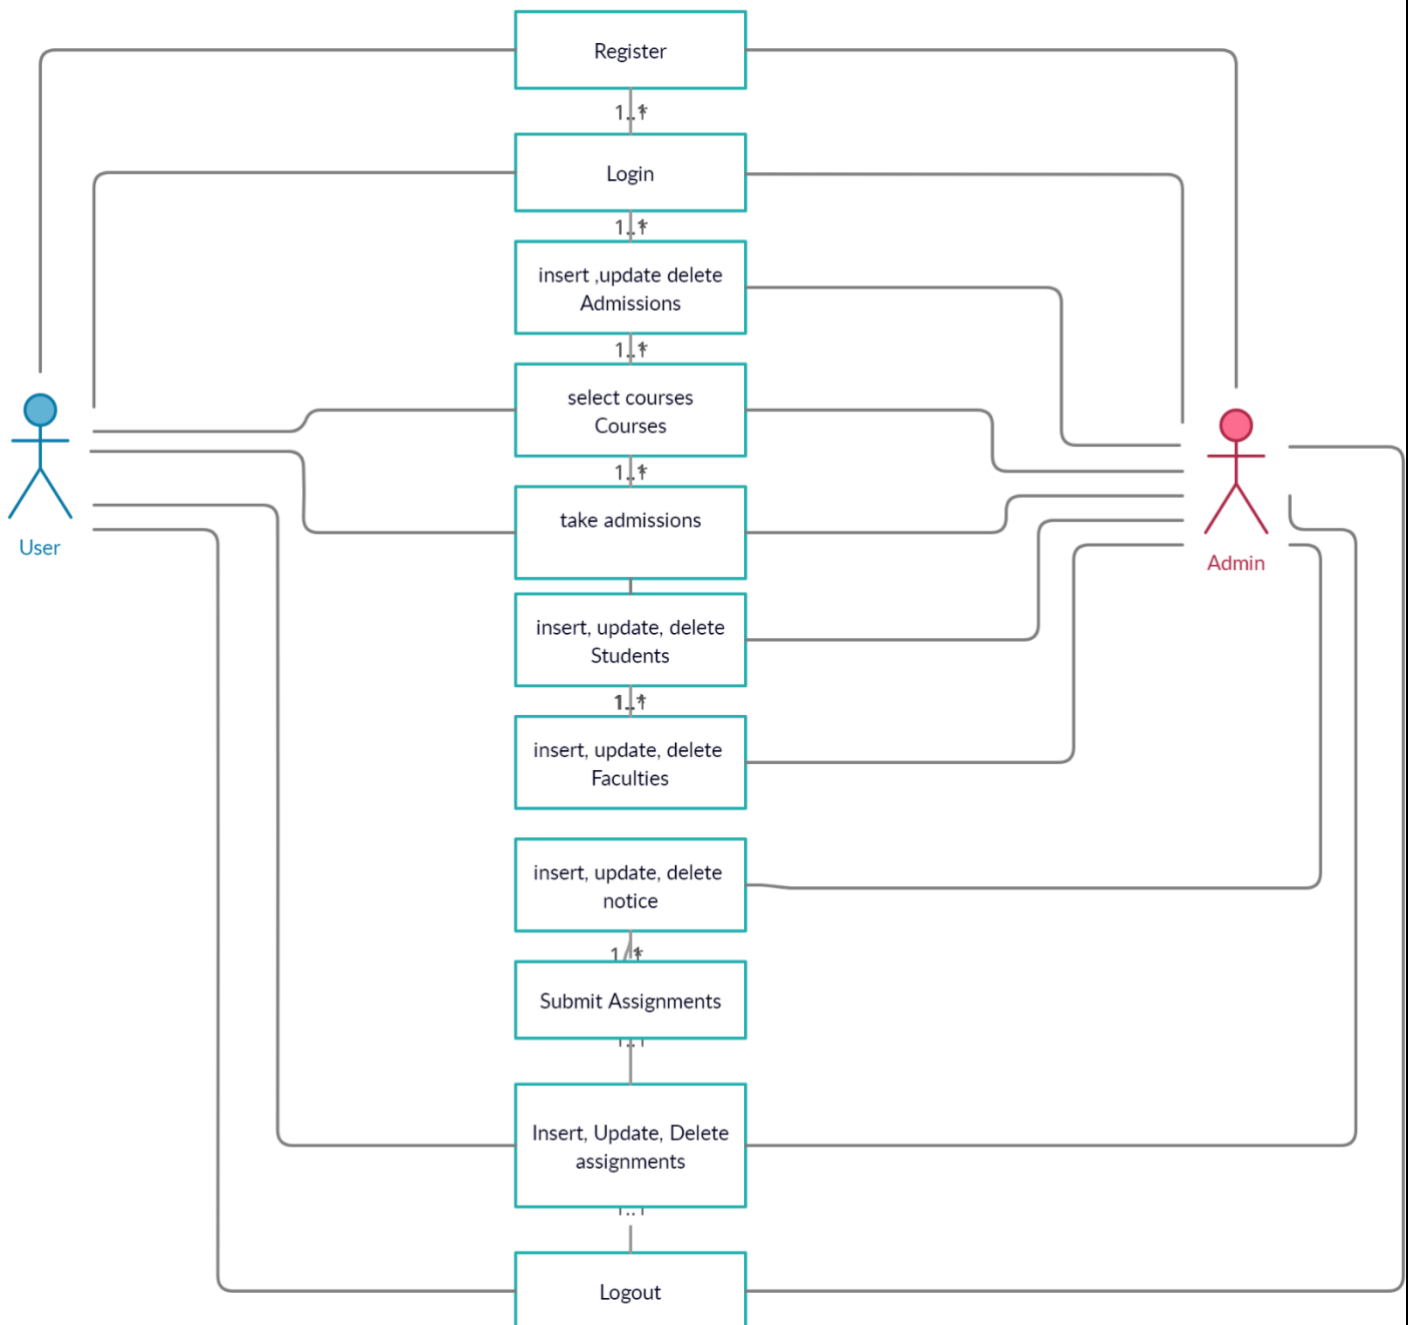 Register
1..*
Login
1..*
insert ,update delete
Admissions
1..*
select courses
Courses
1..*
take admissions
insert, update, delete
Students
1..*
insert, update, delete
Faculties
insert, update, delete
notice
1..*
Submit Assignments
Insert, Update, Delete
assignments
Logout
User
Admin